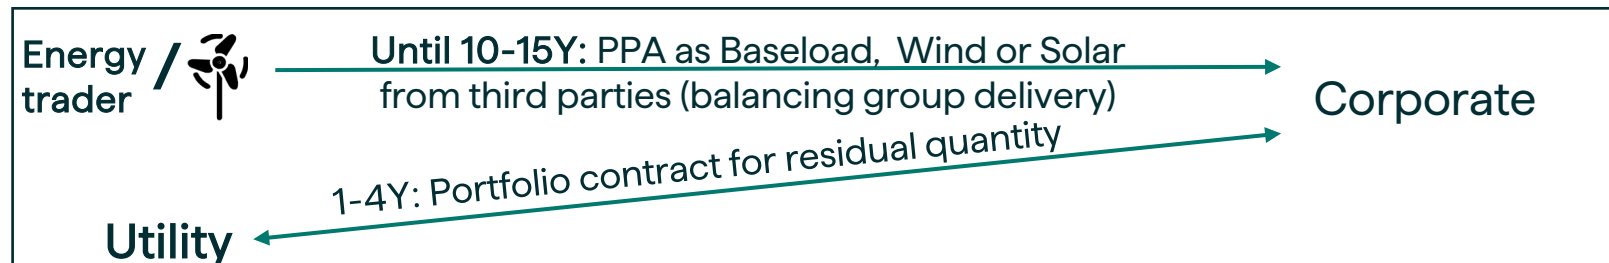 Energy /
trader
Until 10-15Y: PPA as Baseload, Wind or Solar
from third parties (balancing group delivery)
Corporate
1-4Y: Portfolio contract for residual quantity
Utility